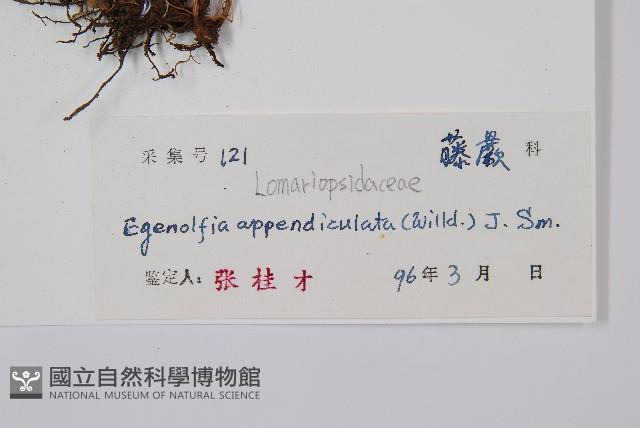 采集号 121 藤蕨 科
Lomariopsidaceae
Egenolfia appendiculata (Willd.) J. Sm.
鉴定人: 张桂才 96年3月 日
國立自然科學博物館
NATIONAL MUSEUM OF NATURAL SCIENCE